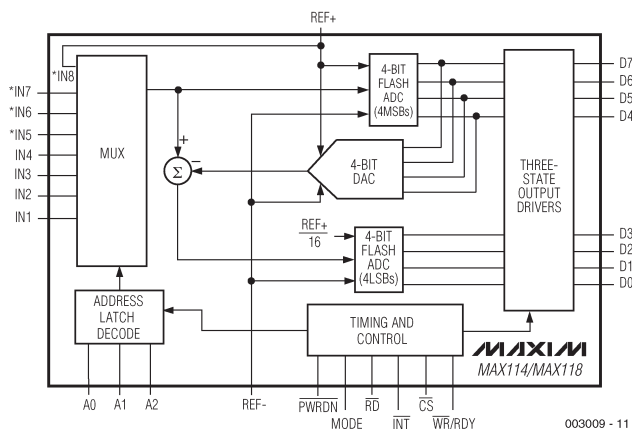 REF+
*IN8
*IN7
*IN6
*IN5
IN4
IN3
IN2
IN1
MUX
+
−
Σ
4-BIT
FLASH
ADC
(4MSBs)
4-BIT
DAC
REF+
16
4-BIT
FLASH
ADC
(4LSBs)
THREE-
STATE
OUTPUT
DRIVERS
D7
D6
D5
D4
D3
D2
D1
D0
ADDRESS
LATCH
DECODE
TIMING AND
CONTROL
MAXIM
MAX114/MAX118
A0
A1
A2
REF-
PWRDN
MODE
RD
INT
CS
WR/RDY
003009 - 11